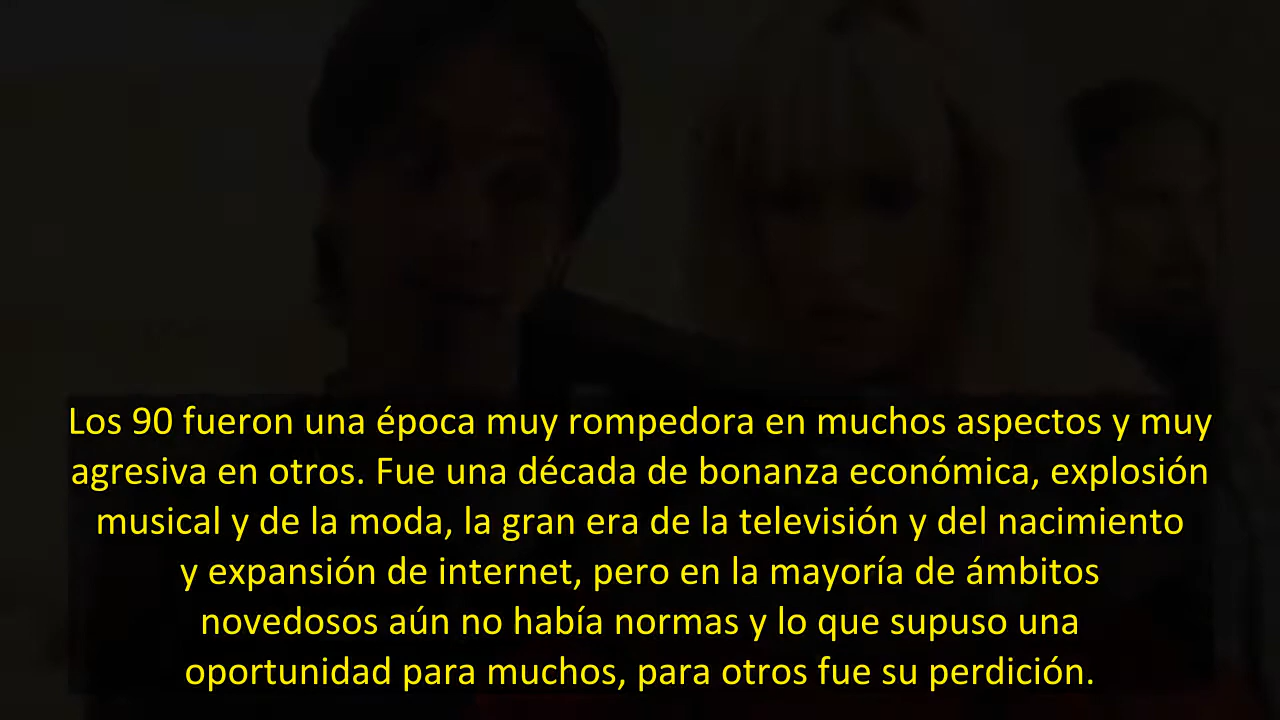 Los 90 fueron una época muy rompedora en muchos aspectos y muy
agresiva en otros. Fue una década de bonanza económica, explosión
musical y de la moda, la gran era de la televisión y del nacimiento
y expansión de internet, pero en la mayoría de ámbitos
novedosos aún no había normas y lo que supuso una
oportunidad para muchos, para otros fue su perdición.